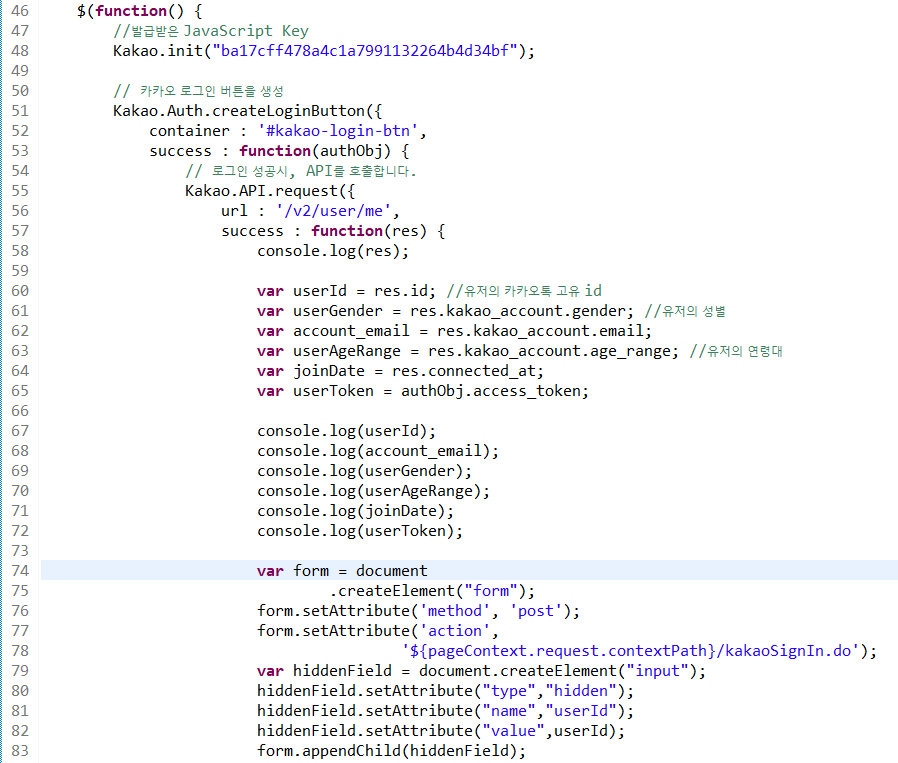 46 $(function() {
47 //발급받은 JavaScript Key
48 Kakao.init("ba17cff478a4c1a7991132264b4d34bf");
49
50 // 카카오 로그인 버튼을 생성
51 Kakao.Auth.createLoginButton({
52 container : '#kakao-login-btn',
53 success : function(authObj) {
54 // 로그인 성공시, API를 호출합니다.
55 Kakao.API.request({
56 url : '/v2/user/me',
57 success : function(res) {
58 console.log(res);
59
60 var userId = res.id; //유저의 카카오톡 고유 id
61 var userGender = res.kakao_account.gender; //유저의 성별
62 var account_email = res.kakao_account.email;
63 var userAgeRange = res.kakao_account.age_range; //유저의 연령대
64 var joinDate = res.connected_at;
65 var userToken = authObj.access_token;
66
67 console.log(userId);
68 console.log(account_email);
69 console.log(userGender);
70 console.log(userAgeRange);
71 console.log(joinDate);
72 console.log(userToken);
73
74 var form = document
75 .createElement("form");
76 form.setAttribute('method', 'post');
77 form.setAttribute('action',
78 '${pageContext.request.contextPath}/kakaoSignIn.do');
79 var hiddenField = document.createElement("input");
80 hiddenField.setAttribute("type","hidden");
81 hiddenField.setAttribute("name","userId");
82 hiddenField.setAttribute("value",userId);
83 form.appendChild(hiddenField);